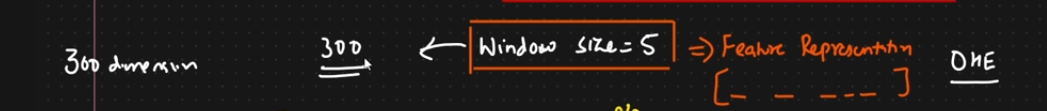 300 dimension 300 ← Window size = 5 ⇒ Feature Representation OHE
[_ _ _ _ _]